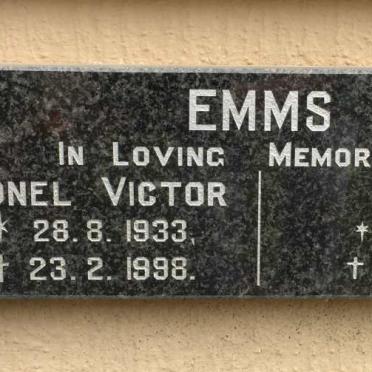 EMMS
IN LOVING MEMOR
ONEL VICTOR
* 28.8.1933.
† 23.2.1998.